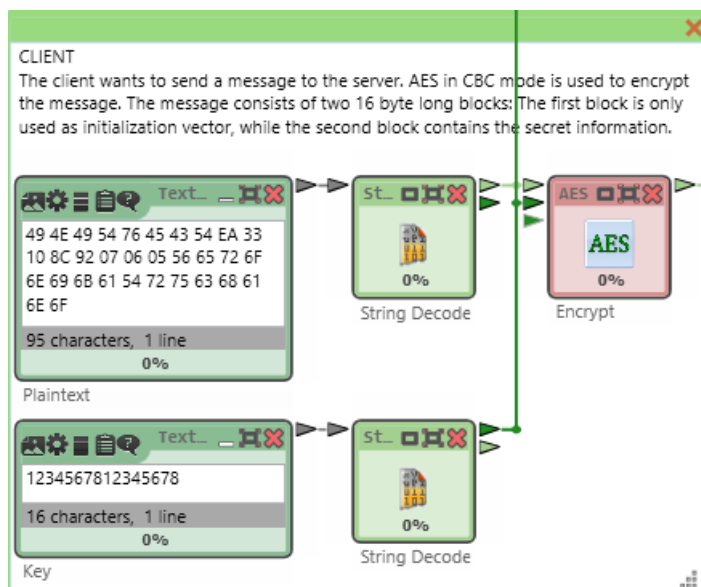 CLIENT
The client wants to send a message to the server. AES in CBC mode is used to encrypt
the message. The message consists of two 16 byte long blocks: The first block is only
used as initialization vector, while the second block contains the secret information.
Text_
St_
AES
49 4E 49 54 76 45 43 54 EA 33
10 8C 92 07 06 05 56 65 72 6F
6E 69 6B 61 54 72 75 63 68 61
6E 6F
AES
0%
0%
95 characters, 1 line
0%
String Decode
Encrypt
Plaintext
Text_
St_
1234567812345678
16 characters, 1 line
0%
0%
String Decode
Key